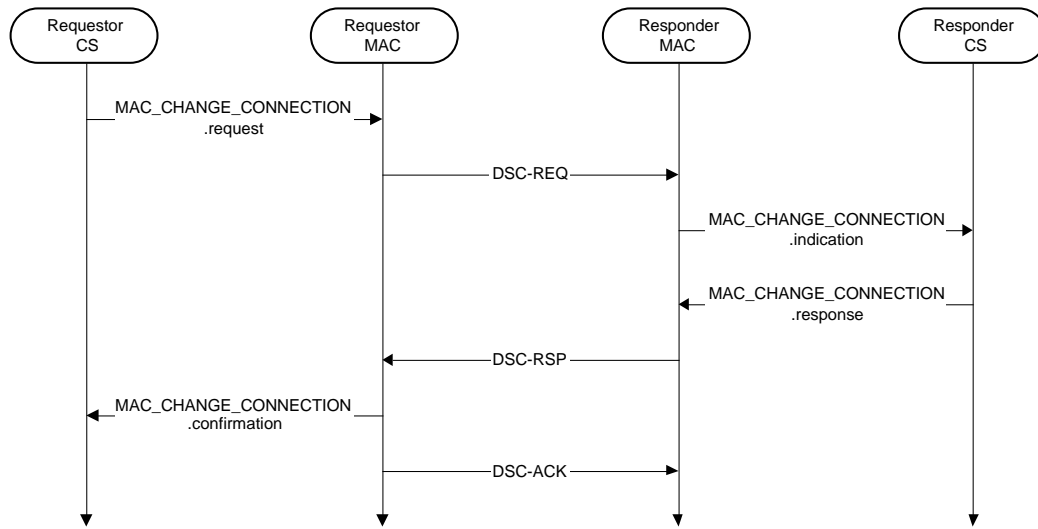 Requestor
CS
Requestor
MAC
Responder
MAC
Responder
CS
MAC_CHANGE_CONNECTION
.request
DSC-REQ
MAC_CHANGE_CONNECTION
.indication
MAC_CHANGE_CONNECTION
.response
DSC-RSP
MAC_CHANGE_CONNECTION
.confirmation
DSC-ACK